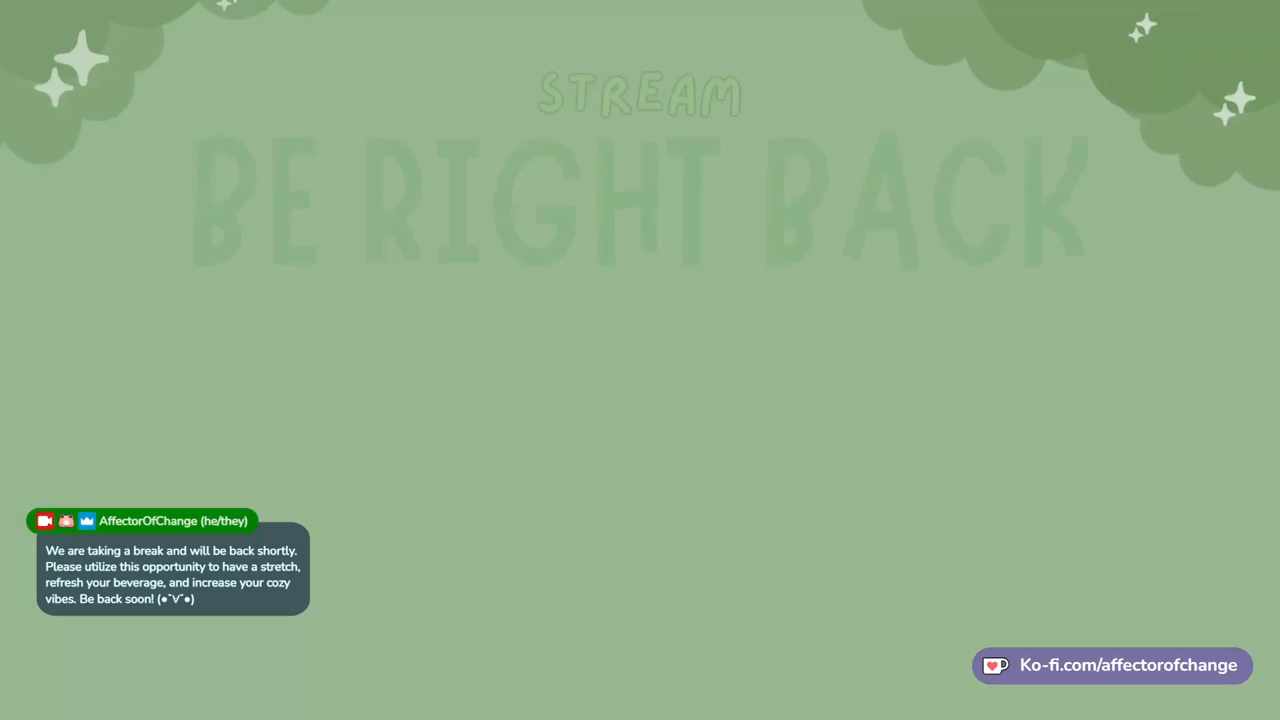 STREAM
BE RIGHT BACK
AffectorOfChange (he/they)
We are taking a break and will be back shortly.
Please utilize this opportunity to have a stretch,
refresh your beverage, and increase your cozy
vibes. Be back soon! (●ˇ∨ˇ●)
Ko-fi.com/affectorofchange